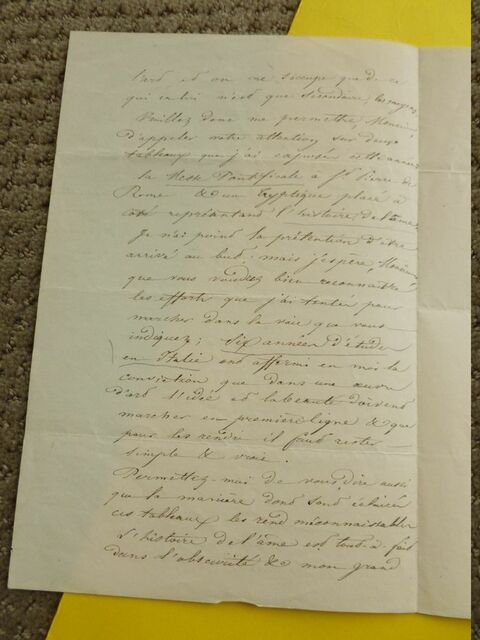 l'art et on ne s'occupe que de ce
qui en lui n'est que secondaire, les moyens
Veuillez donc me permettre, Monsieur
d'appeler votre attention sur deux
tableaux que j'ai exposés cette année
la Messe Pontificale à St Pierre de
Rome & d'un Tryptique placé à
coté représentant l'histoire de l'âme,
Je n'ai point la prétention d'être
arrivé au but; mais j'espère, Monsieur
que vous voudrez bien reconnaître
les efforts que j'ai tentés pour
marcher dans la voie que vous
indiquez; Six années d'étude
en Italie ont affermi en moi la
conviction que dans une œuvre
d'art l'idée et la beauté doivent
marcher en première ligne & que
pour les rendre il faut rester
simple & vrai.
Permettez-moi de vous dire aussi
que la manière dont sont éclairés
ces tableaux les rend méconnaissables
L'histoire de l'âme est tout à fait
dans l'obscurité & mon grand